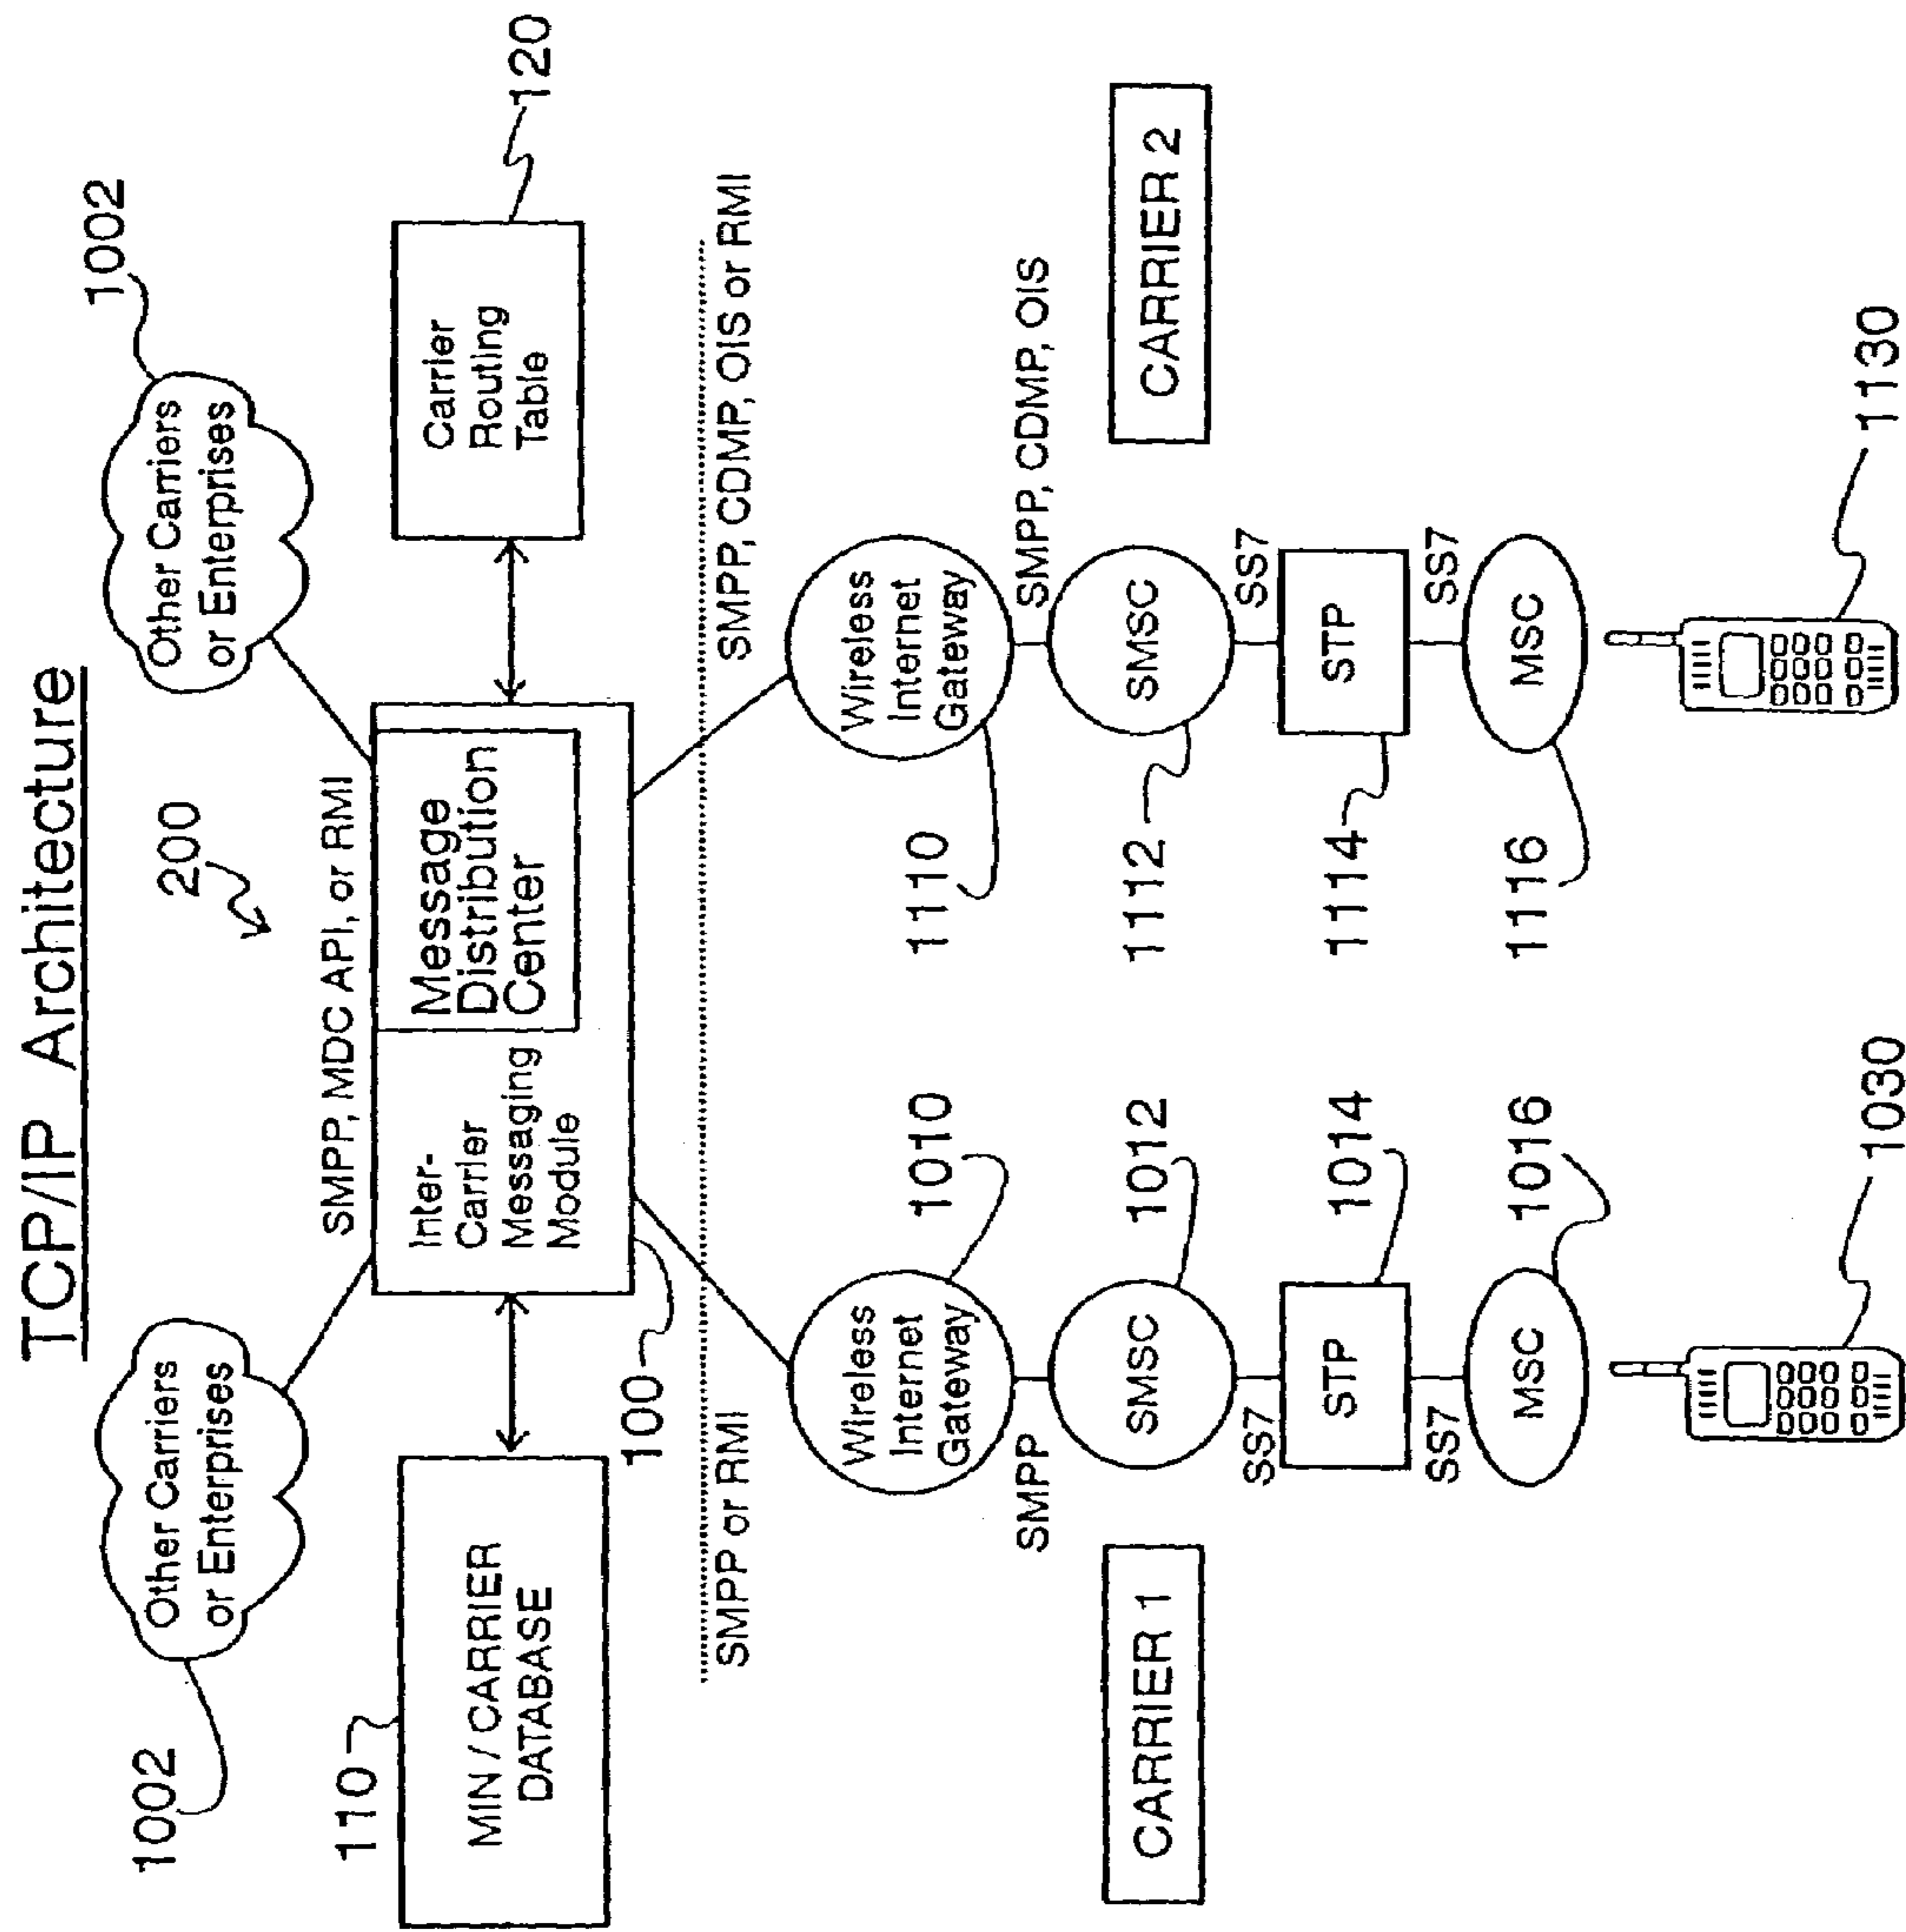 TCP/IP Architecture
200
1002
Other Carriers
or Enterprises
1002
Other Carriers
or Enterprises
SMPP, MDC API, or RMI
110
MIN / CARRIER
DATABASE
Inter-
Carrier
Messaging
Module
Message
Distribution
Center
Carrier
Routing
Table
120
100
SMPP or RMI
SMPP, CDMP, OIS or RMI
Wireless
Internet
Gateway
1010
1110
Wireless
Internet
Gateway
SMPP
SMPP, CDMP, OIS
CARRIER 1
SMSC
1012
1112
SMSC
CARRIER 2
SS7
SS7
STP
1014
1114
STP
SS7
SS7
MSC
1016
1116
MSC
1030
1130